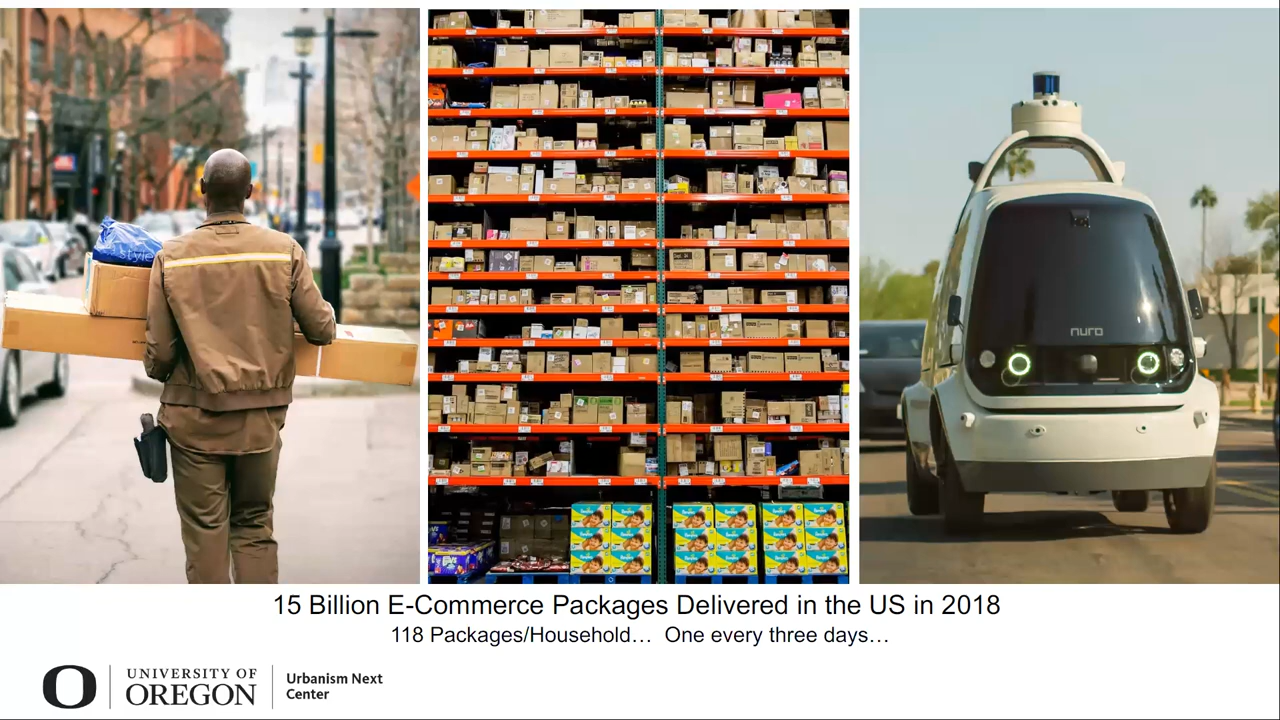 style
nuro
15 Billion E-Commerce Packages Delivered in the US in 2018
118 Packages/Household… One every three days…
O
UNIVERSITY OF
OREGON
Urbanism Next
Center